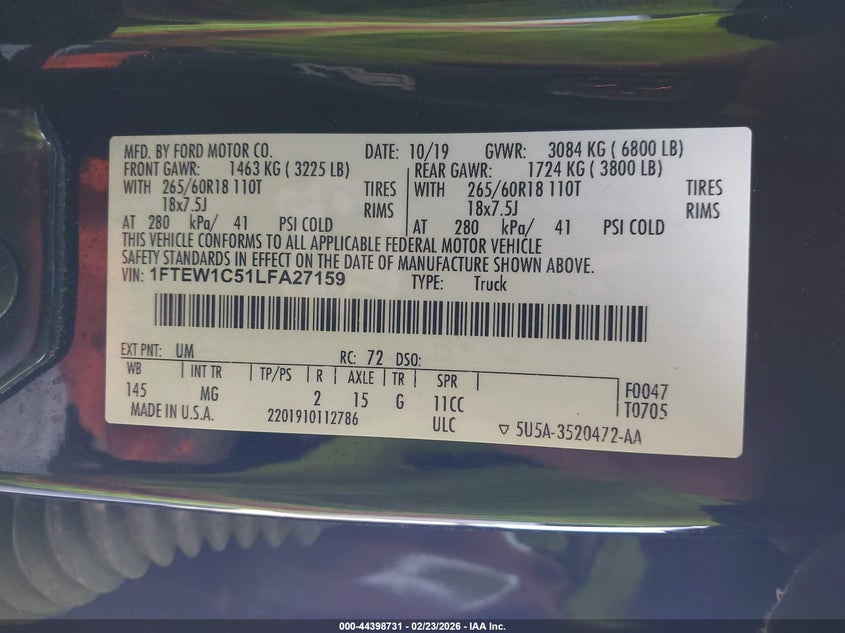 MFD. BY FORD MOTOR CO. DATE: 10/19 GVWR: 3084 KG ( 6800 LB)
FRONT GAWR: 1463 KG ( 3225 LB) REAR GAWR: 1724 KG ( 3800 LB)
WITH 265/60R18 110T TIRES WITH 265/60R18 110T TIRES
18x7.5J RIMS 18x7.5J RIMS
AT 280 kPa/ 41 PSI COLD AT 280 kPa/ 41 PSI COLD
THIS VEHICLE CONFORMS TO ALL APPLICABLE FEDERAL MOTOR VEHICLE
SAFETY STANDARDS IN EFFECT ON THE DATE OF MANUFACTURE SHOWN ABOVE.
VIN: 1FTEW1C51LFA27159 TYPE: Truck
EXT PNT: UM RC: 72 DSO:
WB INT TR TP/PS R AXLE TR SPR
145 MG 2 15 G 11CC F0047
MADE IN U.S.A. 2201910112786 ULC T0705
▽ 5U5A-3520472-AA
000-44398731 - 02/23/2026 - IAA Inc.